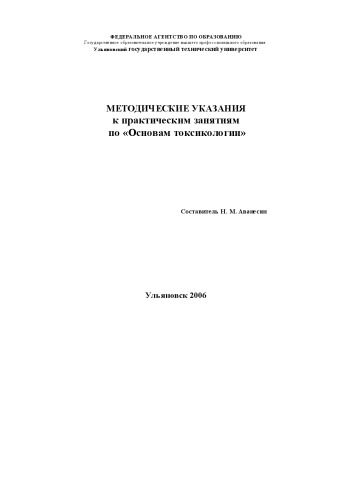 ФЕДЕРАЛЬНОЕ АГЕНТСТВО ПО ОБРАЗОВАНИЮ
Государственное образовательное учреждение высшего профессионального образования
Ульяновский государственный технический университет
МЕТОДИЧЕСКИЕ УКАЗАНИЯ
к практическим занятиям
по «Основам токсикологии»
Составитель Н. М. Аванесян
Ульяновск 2006